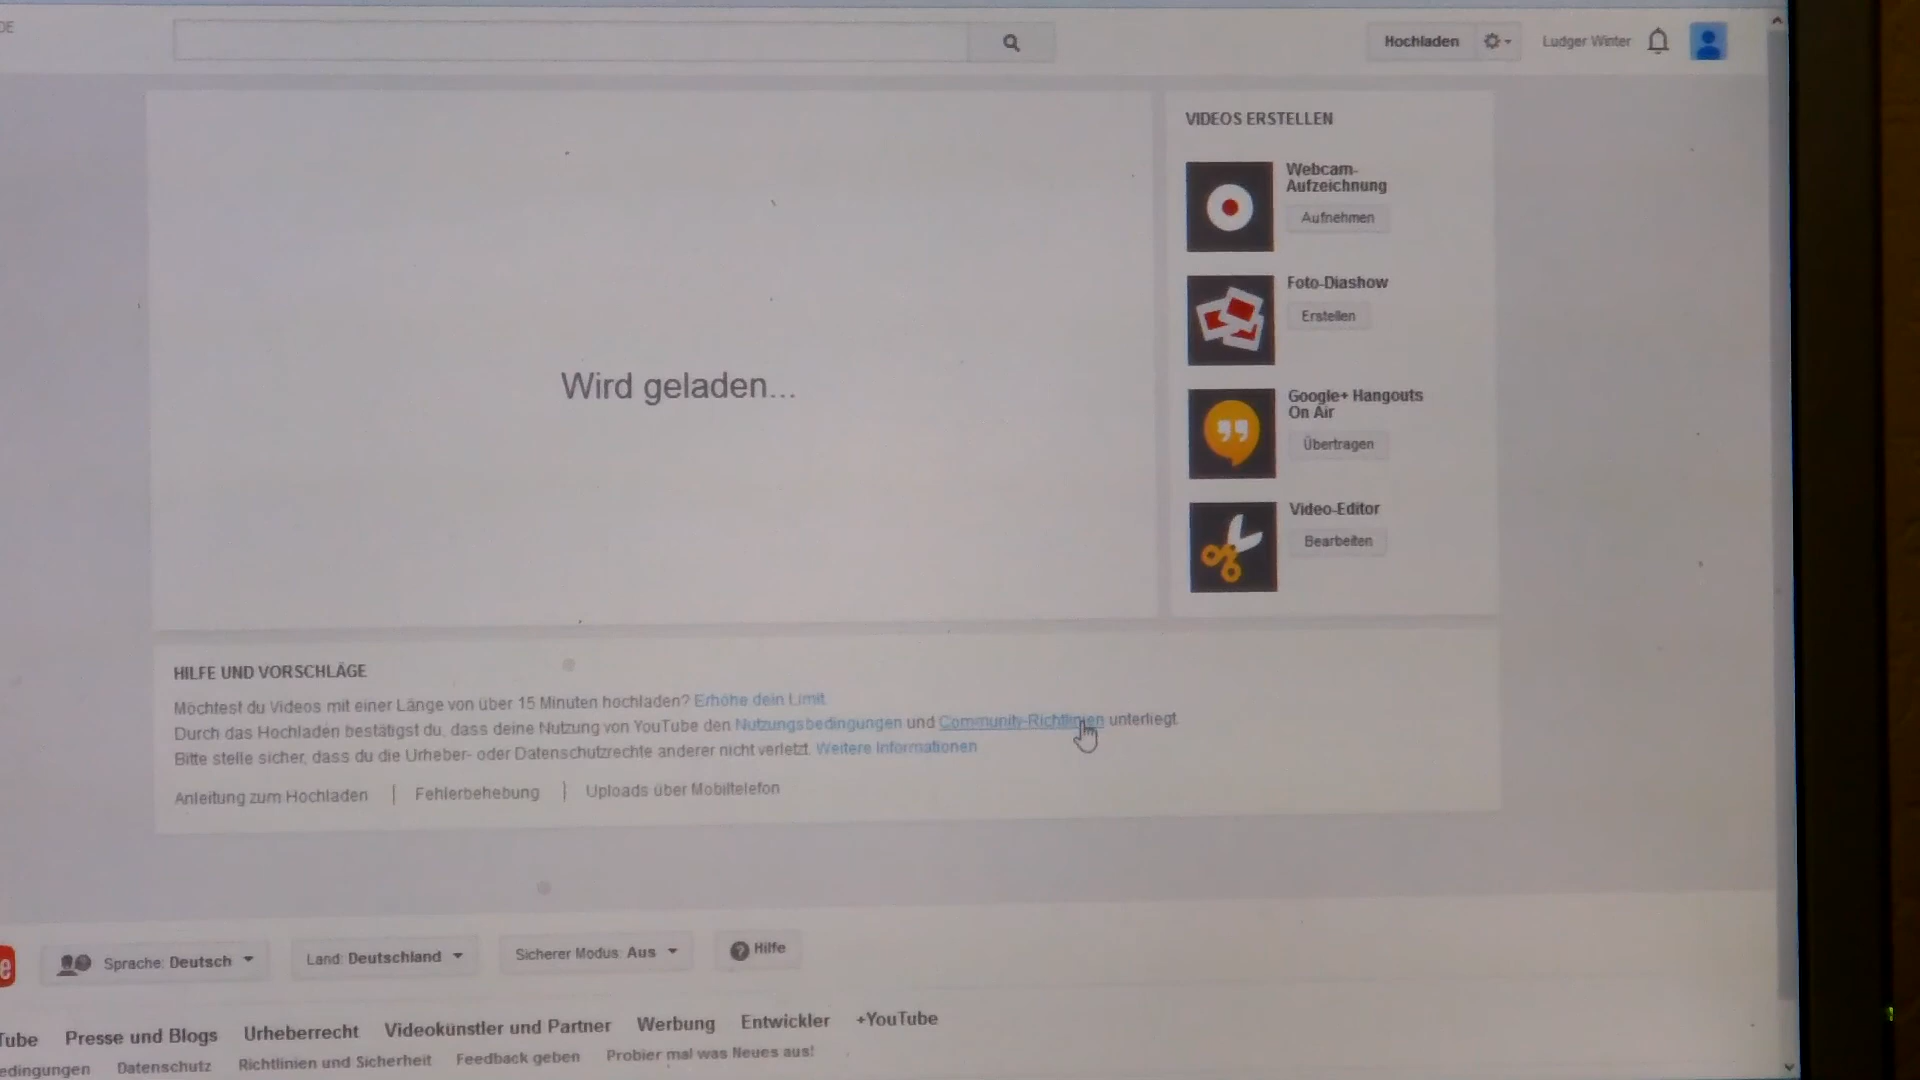 DE
Hochladen
Ludger Winter
VIDEOS ERSTELLEN
Webcam-
Aufzeichnung
Aufnehmen
Foto-Diashow
Erstellen
Wird geladen...
Google+ Hangouts
On Air
Übertragen
Video-Editor
Bearbeiten
HILFE UND VORSCHLÄGE
Möchtest du Videos mit einer Länge von über 15 Minuten hochladen? Erhöhe dein Limit.
Durch das Hochladen bestätigst du, dass deine Nutzung von YouTube den Nutzungsbedingungen und Community-Richtlinien unterliegt.
Bitte stelle sicher, dass du die Urheber- oder Datenschutzrechte anderer nicht verletzt. Weitere Informationen
Anleitung zum Hochladen | Fehlerbehebung | Uploads über Mobiltelefon
e Sprache: Deutsch Land: Deutschland Sicherer Modus: Aus ? Hilfe
Tube Presse und Blogs Urheberrecht Videokünstler und Partner Werbung Entwickler +YouTube
edingungen Datenschutz Richtlinien und Sicherheit Feedback geben Probier mal was Neues aus!